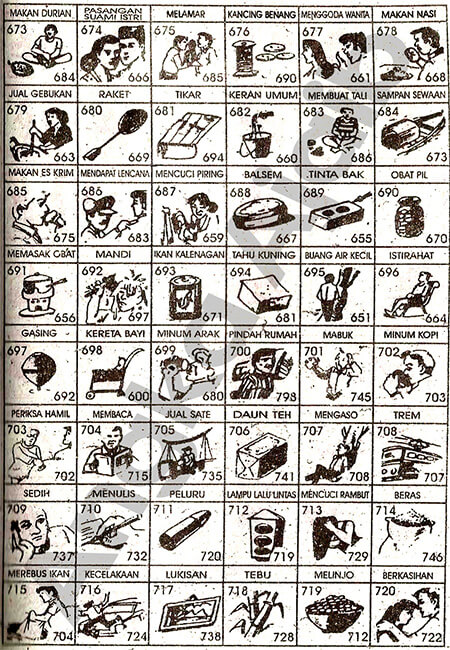 MAKAN DURIAN PASANGAN SUAMI ISTRI MELAMAR KANCING BENANG MENGGODA WANITA MAKAN NASI
673 674 675 676 677 678
684 666 685 690 661 668
JUAL GEBUKAN RAKET TIKAR KERAN UMUM MEMBUAT TALI SAMPAN SEWAAN
679 680 681 682 683 684
663 669 694 660 686 673
MAKAN ES KRIM MENDAPAT LENCANA MENCUCI PIRING BALSEM TINTA BAK OBAT PIL
685 686 687 688 689 690
675 683 659 667 655 670
MEMASAK OBAT MANDI IKAN KALENAGAN TAHU KUNING BUANG AIR KECIL ISTIRAHAT
691 692 693 694 695 696
656 697 671 681 651 664
GASING KERETA BAYI MINUM ARAK PINDAH RUMAH MABUK MINUM KOPI
697 698 699 700 701 702
692 600 680 798 745 703
PERIKSA HAMIL MEMBACA JUAL SATE DAUN TEH MENGASO TREM
703 704 705 706 707 708
702 715 735 741 708 707
SEDIH MENULIS PELURU LAMPU LALU LINTAS MENCUCI RAMBUT BERAS
709 710 711 712 713 714
737 732 720 719 729 746
MEREBUS IKAN KECELAKAAN LUKISAN TEBU MELINJO BERKASIHAN
715 716 717 718 719 720
704 724 738 728 712 722